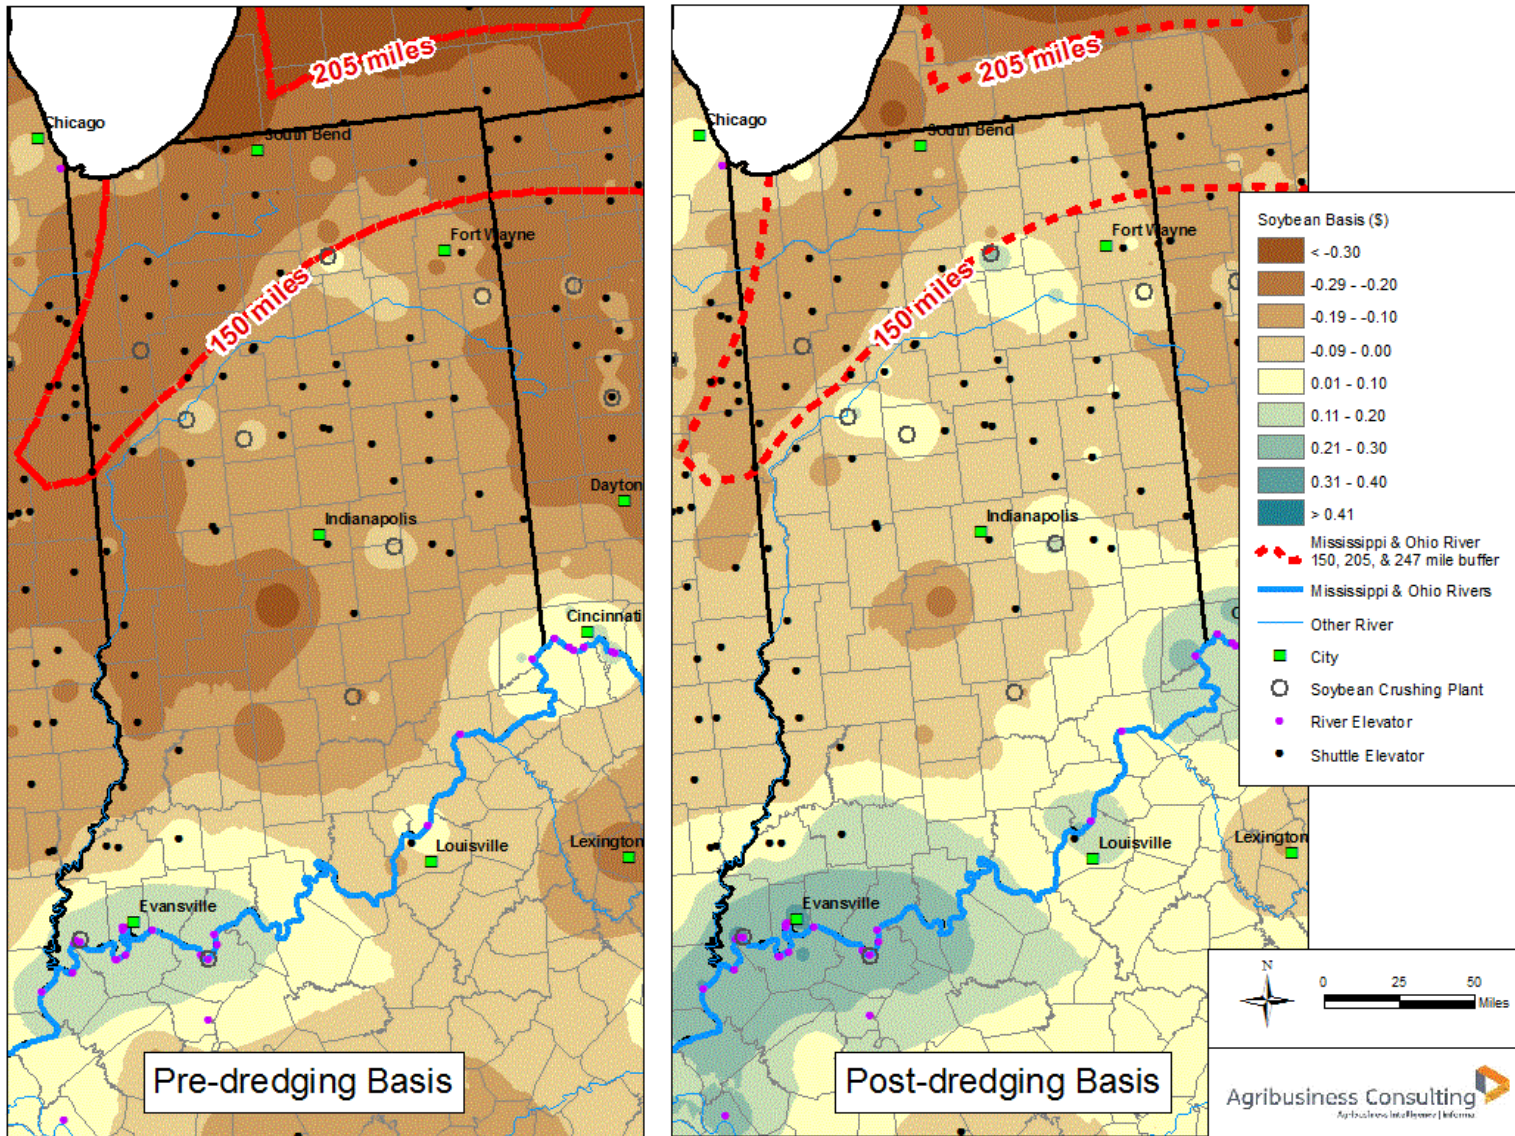 205 miles
Chicago
South Bend
Fort Wayne
150 miles
Dayton
Indianapolis
Cincinnati
Louisville
Lexington
Evansville
Pre-dredging Basis
205 miles
Chicago
South Bend
Fort Wayne
150 miles
Indianapolis
Louisville
Lexington
Evansville
Post-dredging Basis
Soybean Basis ($)
< -0.30
-0.29 - -0.20
-0.19 - -0.10
-0.09 - 0.00
0.01 - 0.10
0.11 - 0.20
0.21 - 0.30
0.31 - 0.40
> 0.41
Mississippi & Ohio River
150, 205, & 247 mile buffer
Mississippi & Ohio Rivers
Other River
City
Soybean Crushing Plant
River Elevator
Shuttle Elevator
N
0 25 50
Miles
Agribusiness Consulting
Agribusiness Intelligence | Informa